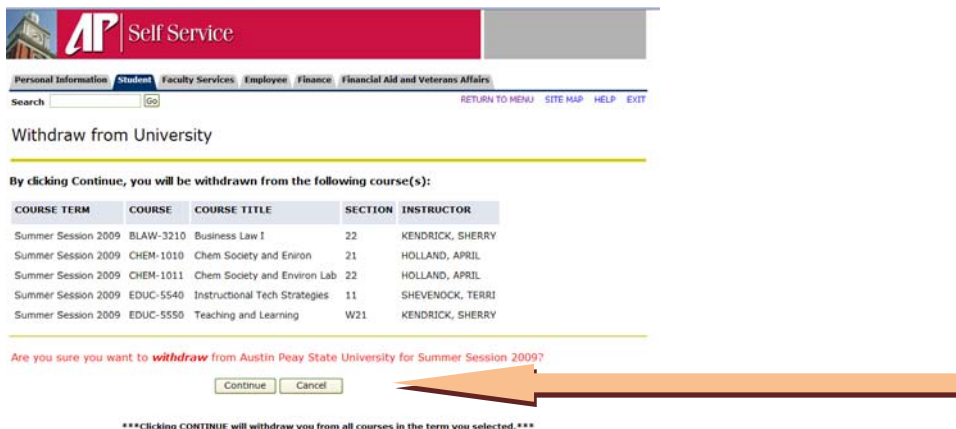 AP Self Service
Personal Information Student Faculty Services Employee Finance Financial Aid and Veterans Affairs
Search Go RETURN TO MENU SITE MAP HELP EXIT
Withdraw from University
By clicking Continue, you will be withdrawn from the following course(s):
COURSE TERM COURSE COURSE TITLE SECTION INSTRUCTOR
Summer Session 2009 BLAW-3210 Business Law I 22 KENDRICK, SHERRY
Summer Session 2009 CHEM-1010 Chem Society and Eniron 21 HOLLAND, APRIL
Summer Session 2009 CHEM-1011 Chem Society and Environ Lab 22 HOLLAND, APRIL
Summer Session 2009 EDUC-5540 Instructional Tech Strategies 11 SHEVENOCK, TERRI
Summer Session 2009 EDUC-5550 Teaching and Learning W21 KENDRICK, SHERRY
Are you sure you want to withdraw from Austin Peay State University for Summer Session 2009?
Continue Cancel
***Clicking CONTINUE will withdraw you from all courses in the term you selected.***